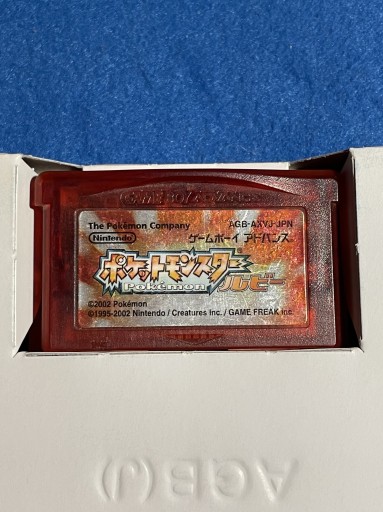 GAME BOY ADVANCE
The Pokémon Company
AGB-AXVJ-JPN
Nintendo
ゲームボーイ アドバンス
ポケットモンスター
Pokémon
ルビー
©2002 Pokémon
©1995-2002 Nintendo / Creatures Inc. / GAME FREAK inc.
AGB(J)